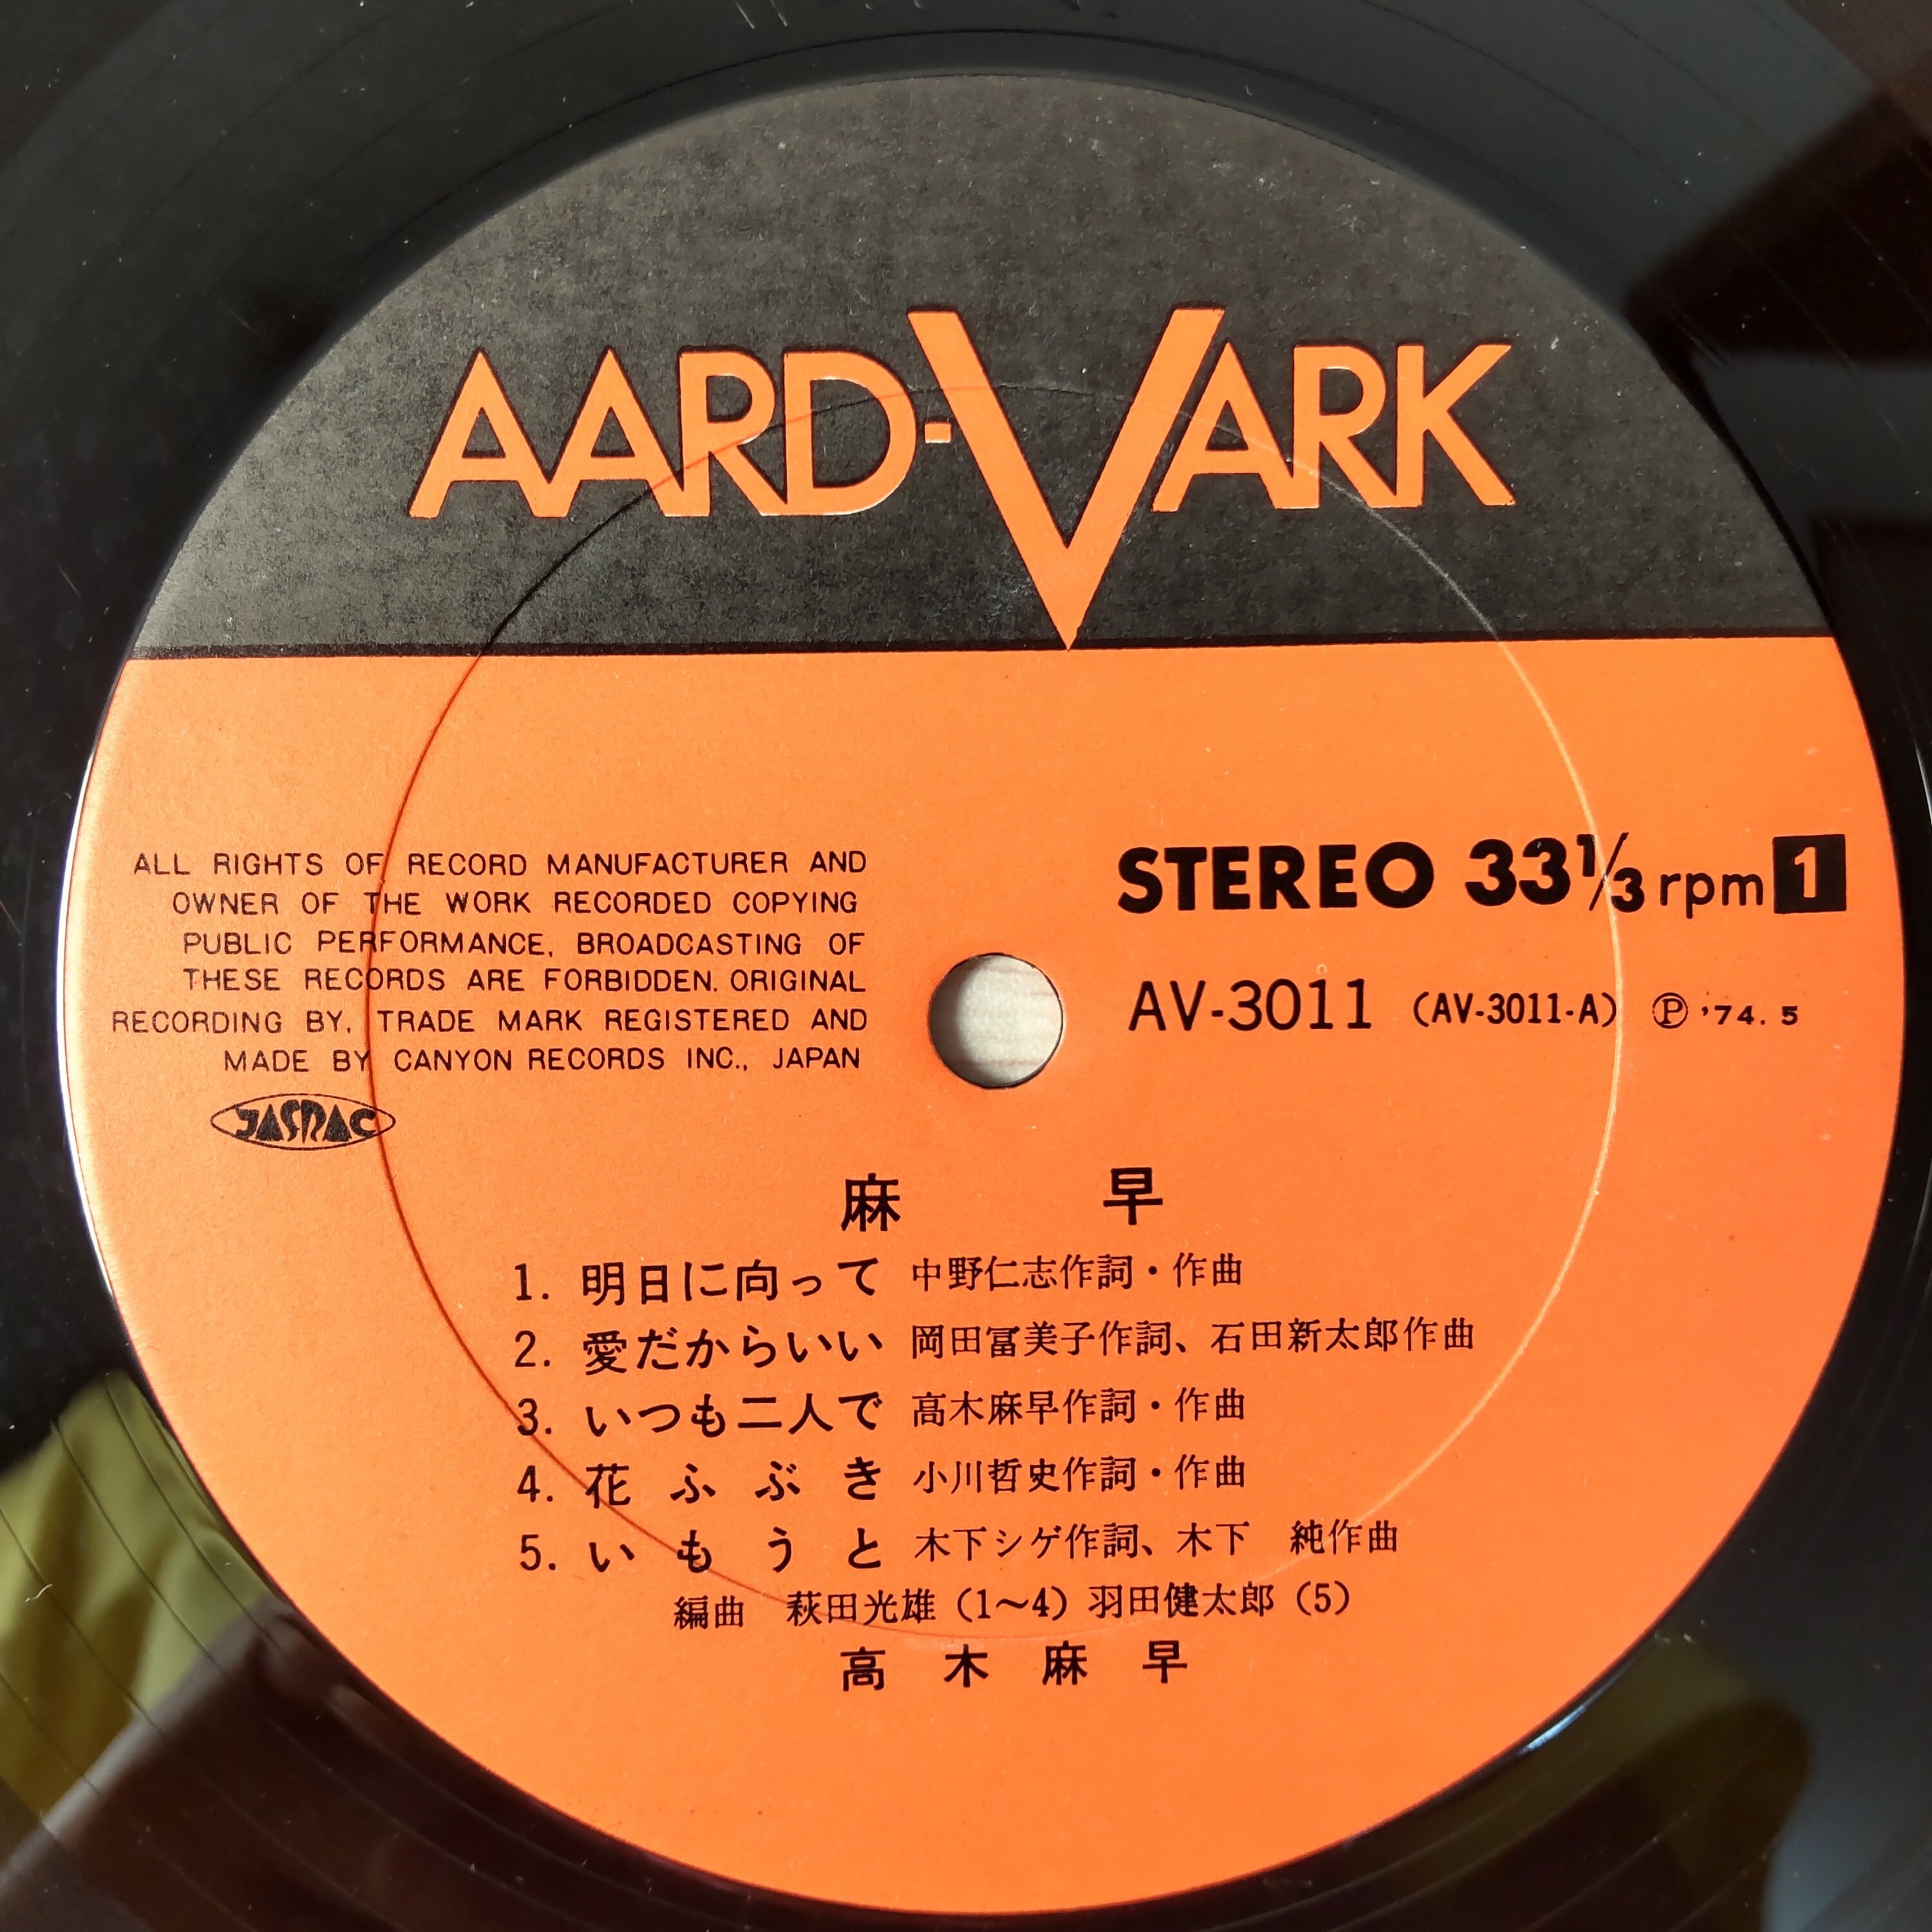 AARD-VARK
ALL RIGHTS OF RECORD MANUFACTURER AND
OWNER OF THE WORK RECORDED COPYING
PUBLIC PERFORMANCE, BROADCASTING OF
THESE RECORDS ARE FORBIDDEN. ORIGINAL
RECORDING BY, TRADE MARK REGISTERED AND
MADE BY CANYON RECORDS INC., JAPAN
JASRAC
STEREO 33⅓ rpm 1
AV-3011 (AV-3011-A) Ⓟ '74. 5
麻 早
1. 明日に向って 中野仁志作詞・作曲
2. 愛だからいい 岡田冨美子作詞、石田新太郎作曲
3. いつも二人で 高木麻早作詞・作曲
4. 花ふぶき 小川哲史作詞・作曲
5. いもうと 木下シゲ作詞、木下 純作曲
編曲 萩田光雄（1〜4）羽田健太郎（5）
高木麻早